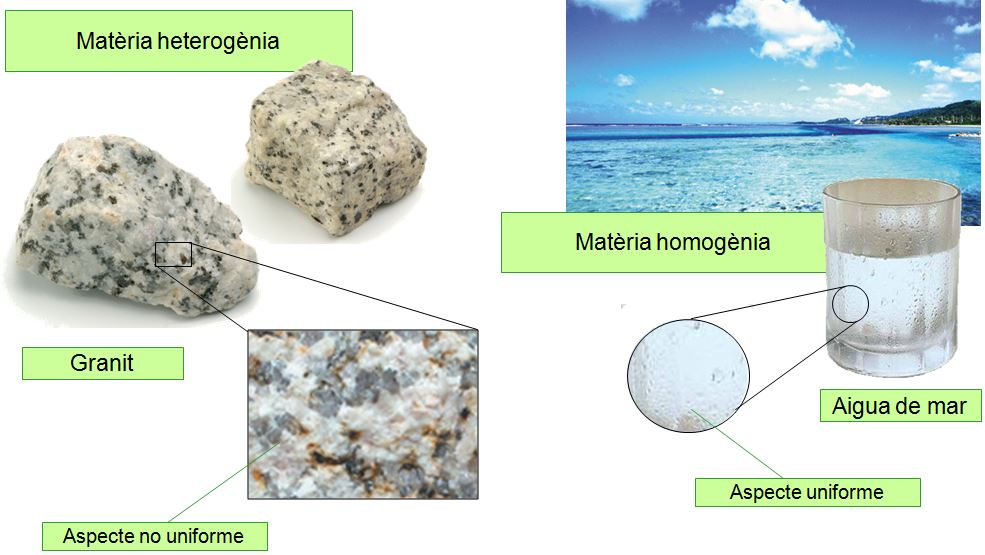 Matèria heterogènia
Granit
Aspecte no uniforme
Matèria homogènia
Aigua de mar
Aspecte uniforme